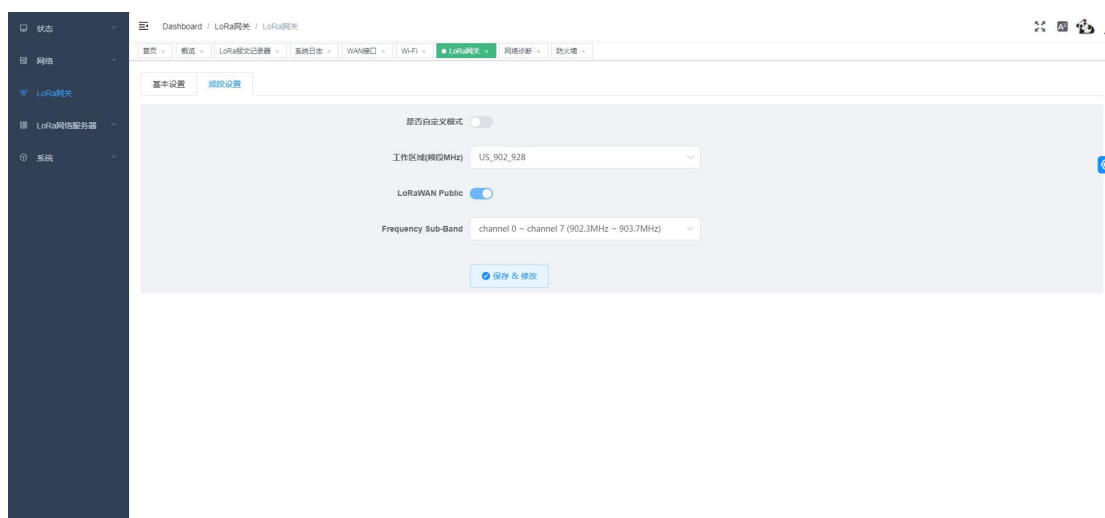 状态
网络
LoRa网关
LoRa网络服务器
系统
Dashboard / LoRa网关 / LoRa网关
首页 × 概览 × LoRa报文记录器 × 系统日志 × WAN接口 × Wi-Fi × ● LoRa网关 × 网络诊断 × 防火墙 ×
基本设置 频段设置
是否自定义模式
工作区域(频段MHz) US_902_928
LoRaWAN Public
Frequency Sub-Band channel 0 ~ channel 7 (902.3MHz ~ 903.7MHz)
保存 & 修改